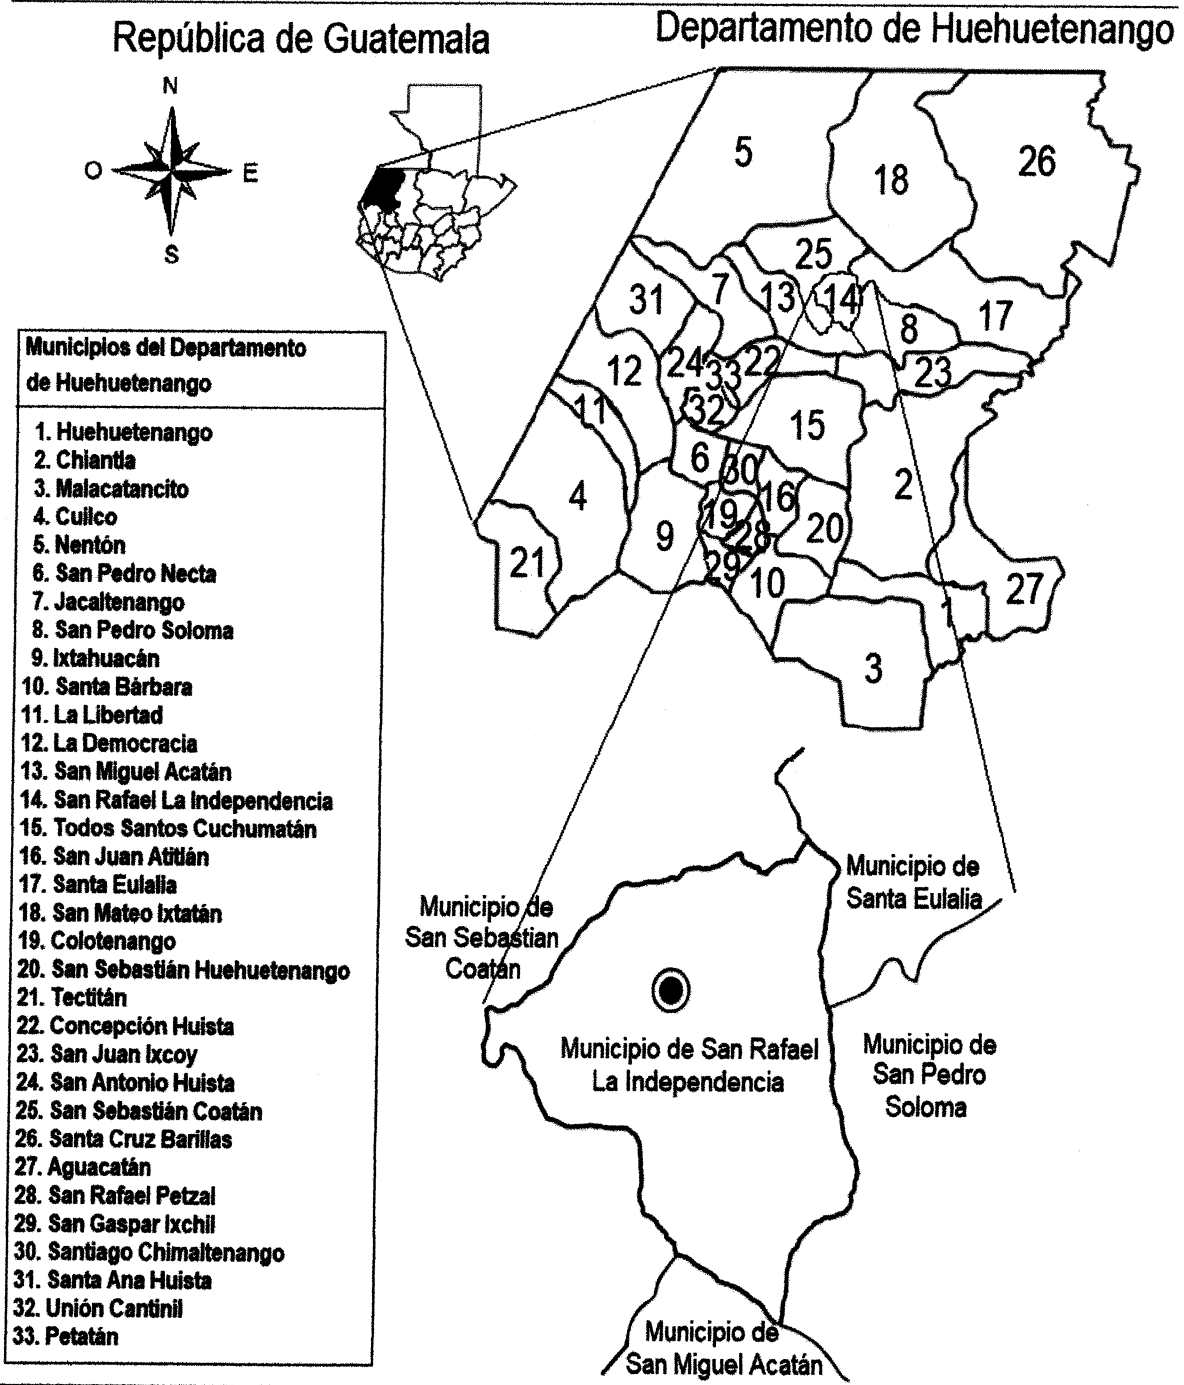 República de Guatemala
Departamento de Huehuetenango
N
O
E
S
5
18
26
25
7
13
14
31
17
8
24
33
22
12
23
32
11
15
6
30
2
4
16
19
20
9
28
21
29
10
27
1
3
Municipios del Departamento
de Huehuetenango
1. Huehuetenango
2. Chiantla
3. Malacatancito
4. Cuilco
5. Nentón
6. San Pedro Necta
7. Jacaltenango
8. San Pedro Soloma
9. Ixtahuacán
10. Santa Bárbara
11. La Libertad
12. La Democracia
13. San Miguel Acatán
14. San Rafael La Independencia
15. Todos Santos Cuchumatán
16. San Juan Atitlán
17. Santa Eulalia
18. San Mateo Ixtatán
19. Colotenango
20. San Sebastián Huehuetenango
21. Tectitán
22. Concepción Huista
23. San Juan Ixcoy
24. San Antonio Huista
25. San Sebastián Coatán
26. Santa Cruz Barillas
27. Aguacatán
28. San Rafael Petzal
29. San Gaspar Ixchil
30. Santiago Chimaltenango
31. Santa Ana Huista
32. Unión Cantinil
33. Petatán
Municipio de
Santa Eulalia
Municipio de
San Sebastian
Coatán
Municipio de San Rafael
La Independencia
Municipio de
San Pedro
Soloma
Municipio de
San Miguel Acatán